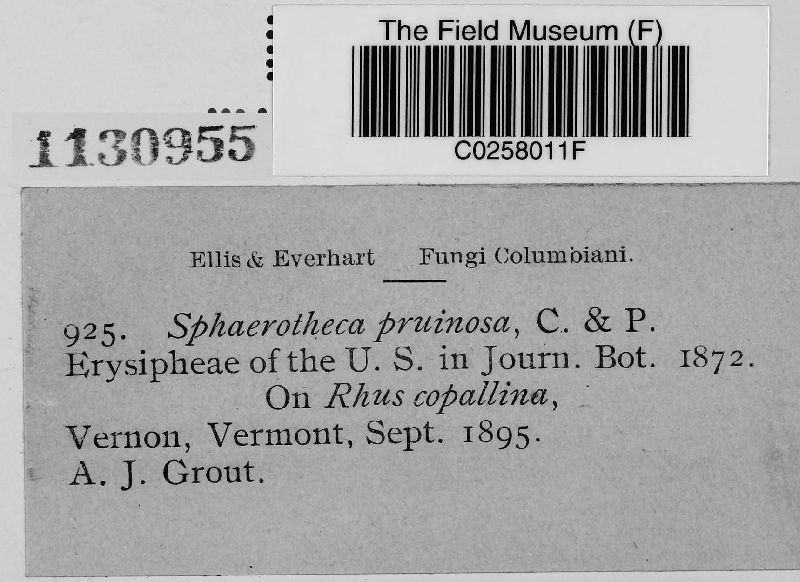 The Field Museum (F)
C0258011F
1130955
Ellis & Everhart Fungi Columbiani.
925. Sphaerotheca pruinosa, C. & P.
Erysipheae of the U. S. in Journ. Bot. 1872.
On Rhus copallina,
Vernon, Vermont, Sept. 1895.
A. J. Grout.